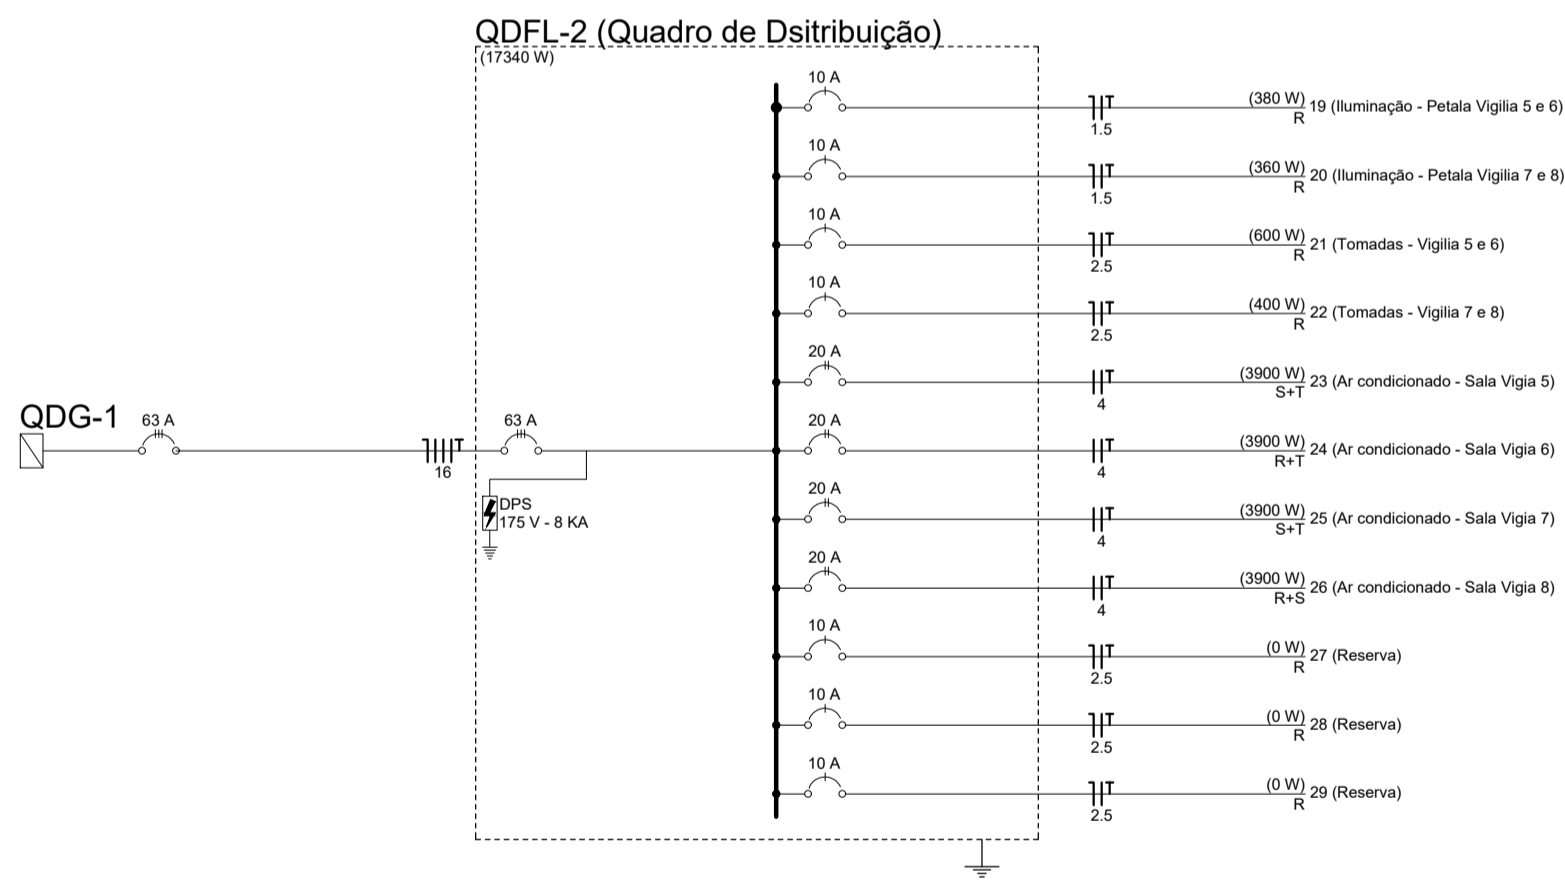 QDFL-2 (Quadro de Dsitribuição)
(17340 W)
10 A
1.5
(380 W)
R
19 (Iluminação - Petala Vigilia 5 e 6)
10 A
1.5
(360 W)
R
20 (Iluminação - Petala Vigilia 7 e 8)
10 A
2.5
(600 W)
R
21 (Tomadas - Vigilia 5 e 6)
10 A
2.5
(400 W)
R
22 (Tomadas - Vigilia 7 e 8)
20 A
4
(3900 W)
S+T
23 (Ar condicionado - Sala Vigia 5)
QDG-1
63 A
16
63 A
DPS
175 V - 8 KA
20 A
4
(3900 W)
R+T
24 (Ar condicionado - Sala Vigia 6)
20 A
4
(3900 W)
S+T
25 (Ar condicionado - Sala Vigia 7)
20 A
4
(3900 W)
R+S
26 (Ar condicionado - Sala Vigia 8)
10 A
2.5
(0 W)
R
27 (Reserva)
10 A
2.5
(0 W)
R
28 (Reserva)
10 A
2.5
(0 W)
R
29 (Reserva)